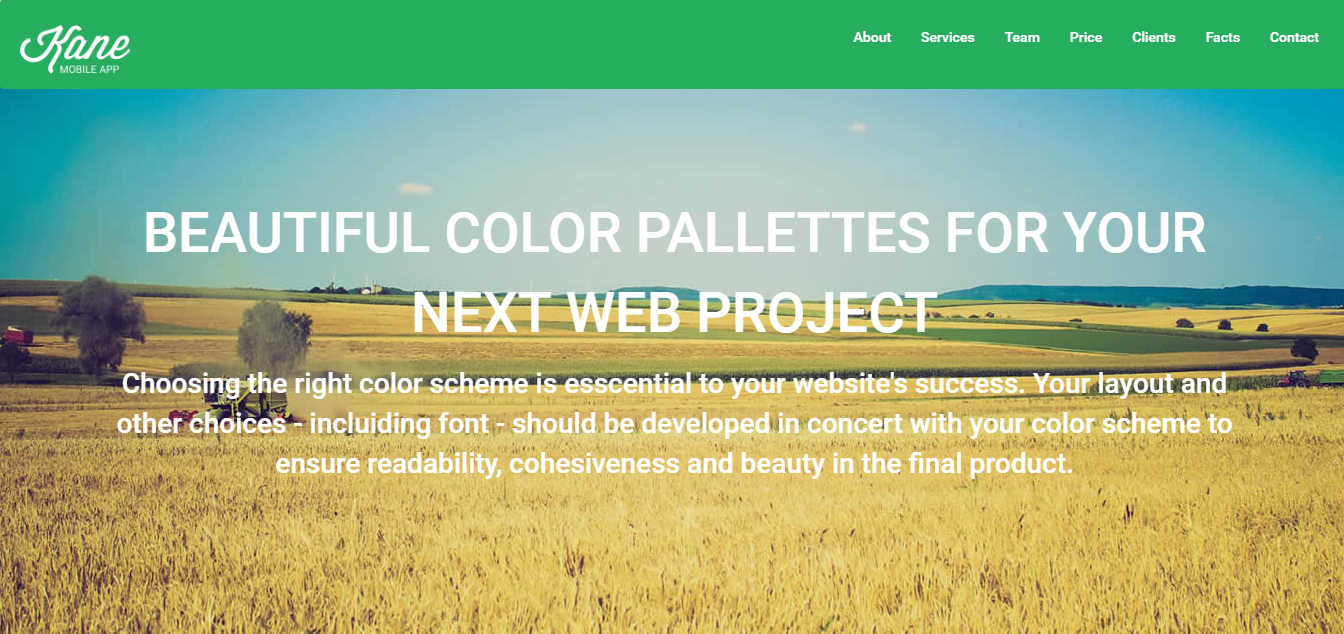 Kane
MOBILE APP
About Services Team Price Clients Facts Contact
BEAUTIFUL COLOR PALLETTES FOR YOUR
NEXT WEB PROJECT
Choosing the right color scheme is esscential to your website's success. Your layout and
other choices - incluiding font - should be developed in concert with your color scheme to
ensure readability, cohesiveness and beauty in the final product.